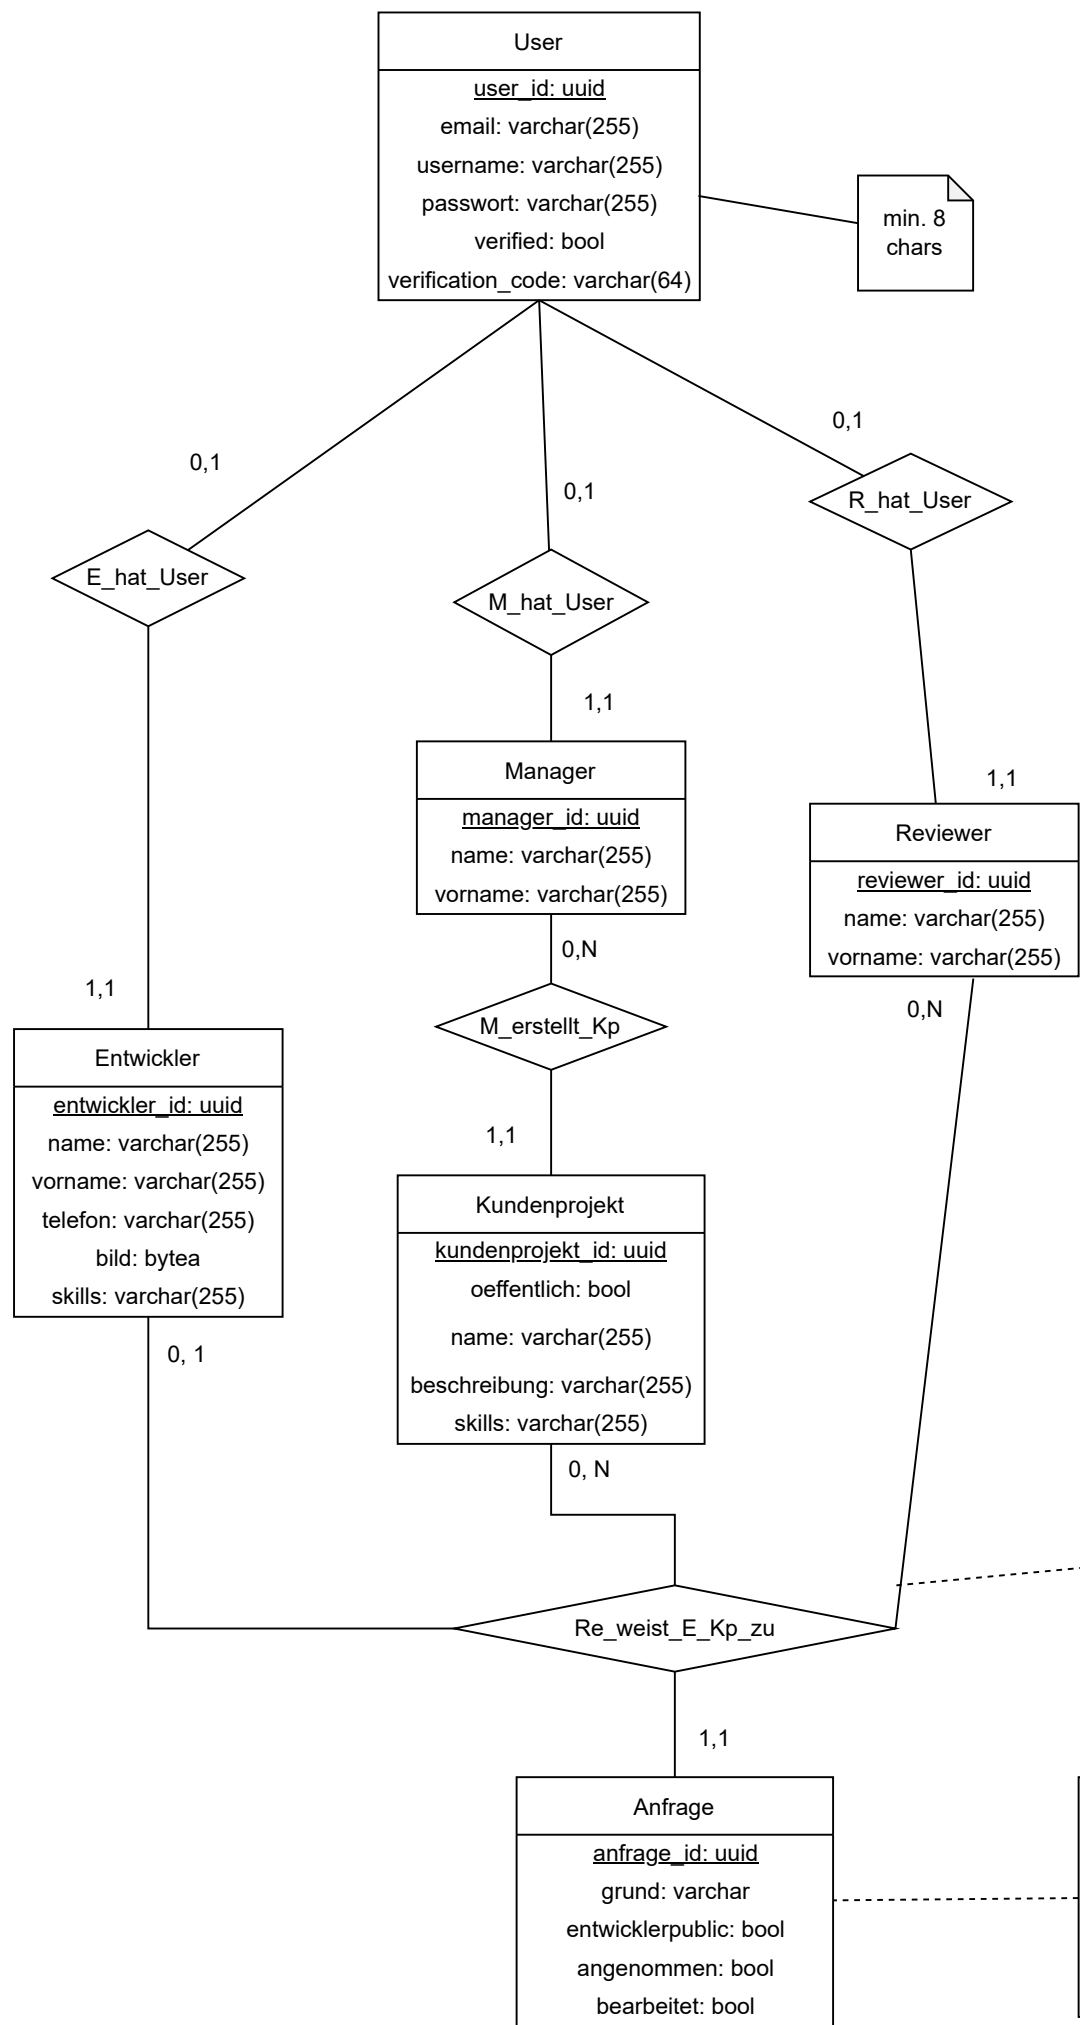 User
user_id: uuid
email: varchar(255)
username: varchar(255)
passwort: varchar(255)
verified: bool
verification_code: varchar(64)
min. 8
chars
0,1
0,1
0,1
R_hat_User
E_hat_User
M_hat_User
1,1
Manager
manager_id: uuid
name: varchar(255)
vorname: varchar(255)
1,1
Reviewer
reviewer_id: uuid
name: varchar(255)
vorname: varchar(255)
0,N
0,N
M_erstellt_Kp
1,1
Entwickler
entwickler_id: uuid
name: varchar(255)
vorname: varchar(255)
telefon: varchar(255)
bild: bytea
skills: varchar(255)
0, 1
1,1
Kundenprojekt
kundenprojekt_id: uuid
oeffentlich: bool
name: varchar(255)
beschreibung: varchar(255)
skills: varchar(255)
0, N
Re_weist_E_Kp_zu
1,1
Anfrage
anfrage_id: uuid
grund: varchar
entwicklerpublic: bool
angenommen: bool
bearbeitet: bool